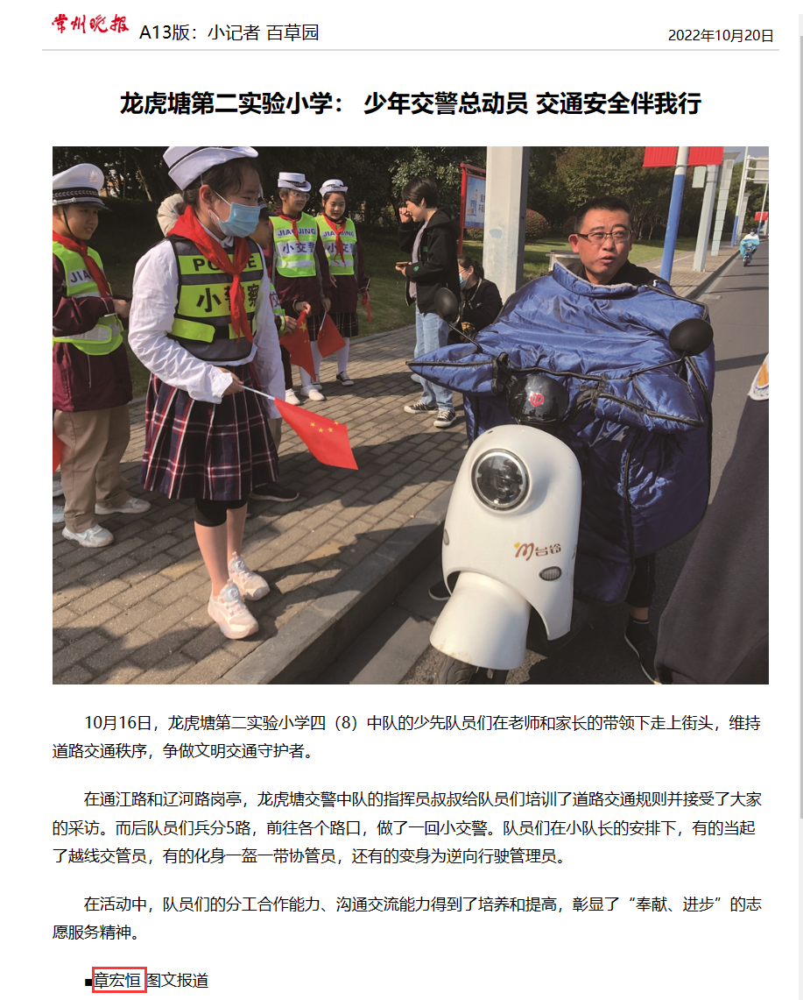 常州晚报 A13版：小记者 百草园 2022年10月20日
龙虎塘第二实验小学： 少年交警总动员 交通安全伴我行
POLICE
小警察
JIAOJING
小交警
JIAOJING
小交警
台铃
10月16日，龙虎塘第二实验小学四（8）中队的少先队员们在老师和家长的带领下走上街头，维持
道路交通秩序，争做文明交通守护者。
在通江路和辽河路岗亭，龙虎塘交警中队的指挥员叔叔给队员们培训了道路交通规则并接受了大家
的采访。而后队员们兵分5路，前往各个路口，做了一回小交警。队员们在小队长的安排下，有的当起
了越线交管员，有的化身一盔一带协管员，还有的变身为逆向行驶管理员。
在活动中，队员们的分工合作能力、沟通交流能力得到了培养和提高，彰显了“奉献、进步”的志
愿服务精神。
■章宏恒 图文报道